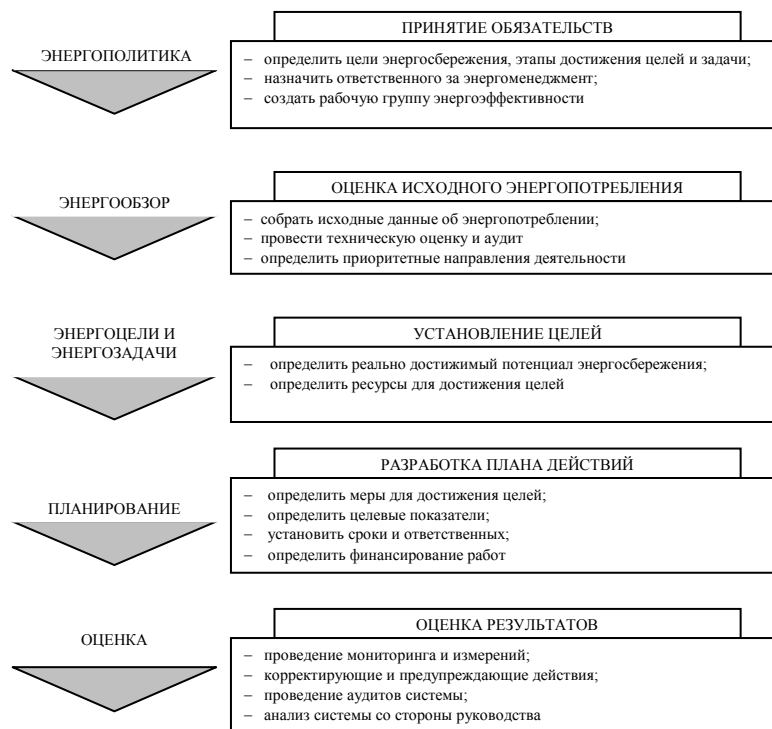 ПРИНЯТИЕ ОБЯЗАТЕЛЬСТВ
ЭНЕРГОПОЛИТИКА
− определить цели энергосбережения, этапы достижения целей и задачи;
− назначить ответственного за энергоменеджмент;
− создать рабочую группу энергоэффективности
ОЦЕНКА ИСХОДНОГО ЭНЕРГОПОТРЕБЛЕНИЯ
ЭНЕРГООБЗОР
− собрать исходные данные об энергопотреблении;
− провести техническую оценку и аудит
− определить приоритетные направления деятельности
ЭНЕРГОЦЕЛИ И
ЭНЕРГОЗАДАЧИ
УСТАНОВЛЕНИЕ ЦЕЛЕЙ
− определить реально достижимый потенциал энергосбережения;
− определить ресурсы для достижения целей
РАЗРАБОТКА ПЛАНА ДЕЙСТВИЙ
ПЛАНИРОВАНИЕ
− определить меры для достижения целей;
− определить целевые показатели;
− установить сроки и ответственных;
− определить финансирование работ
ОЦЕНКА РЕЗУЛЬТАТОВ
ОЦЕНКА
− проведение мониторинга и измерений;
− корректирующие и предупреждающие действия;
− проведение аудитов системы;
− анализ системы со стороны руководства